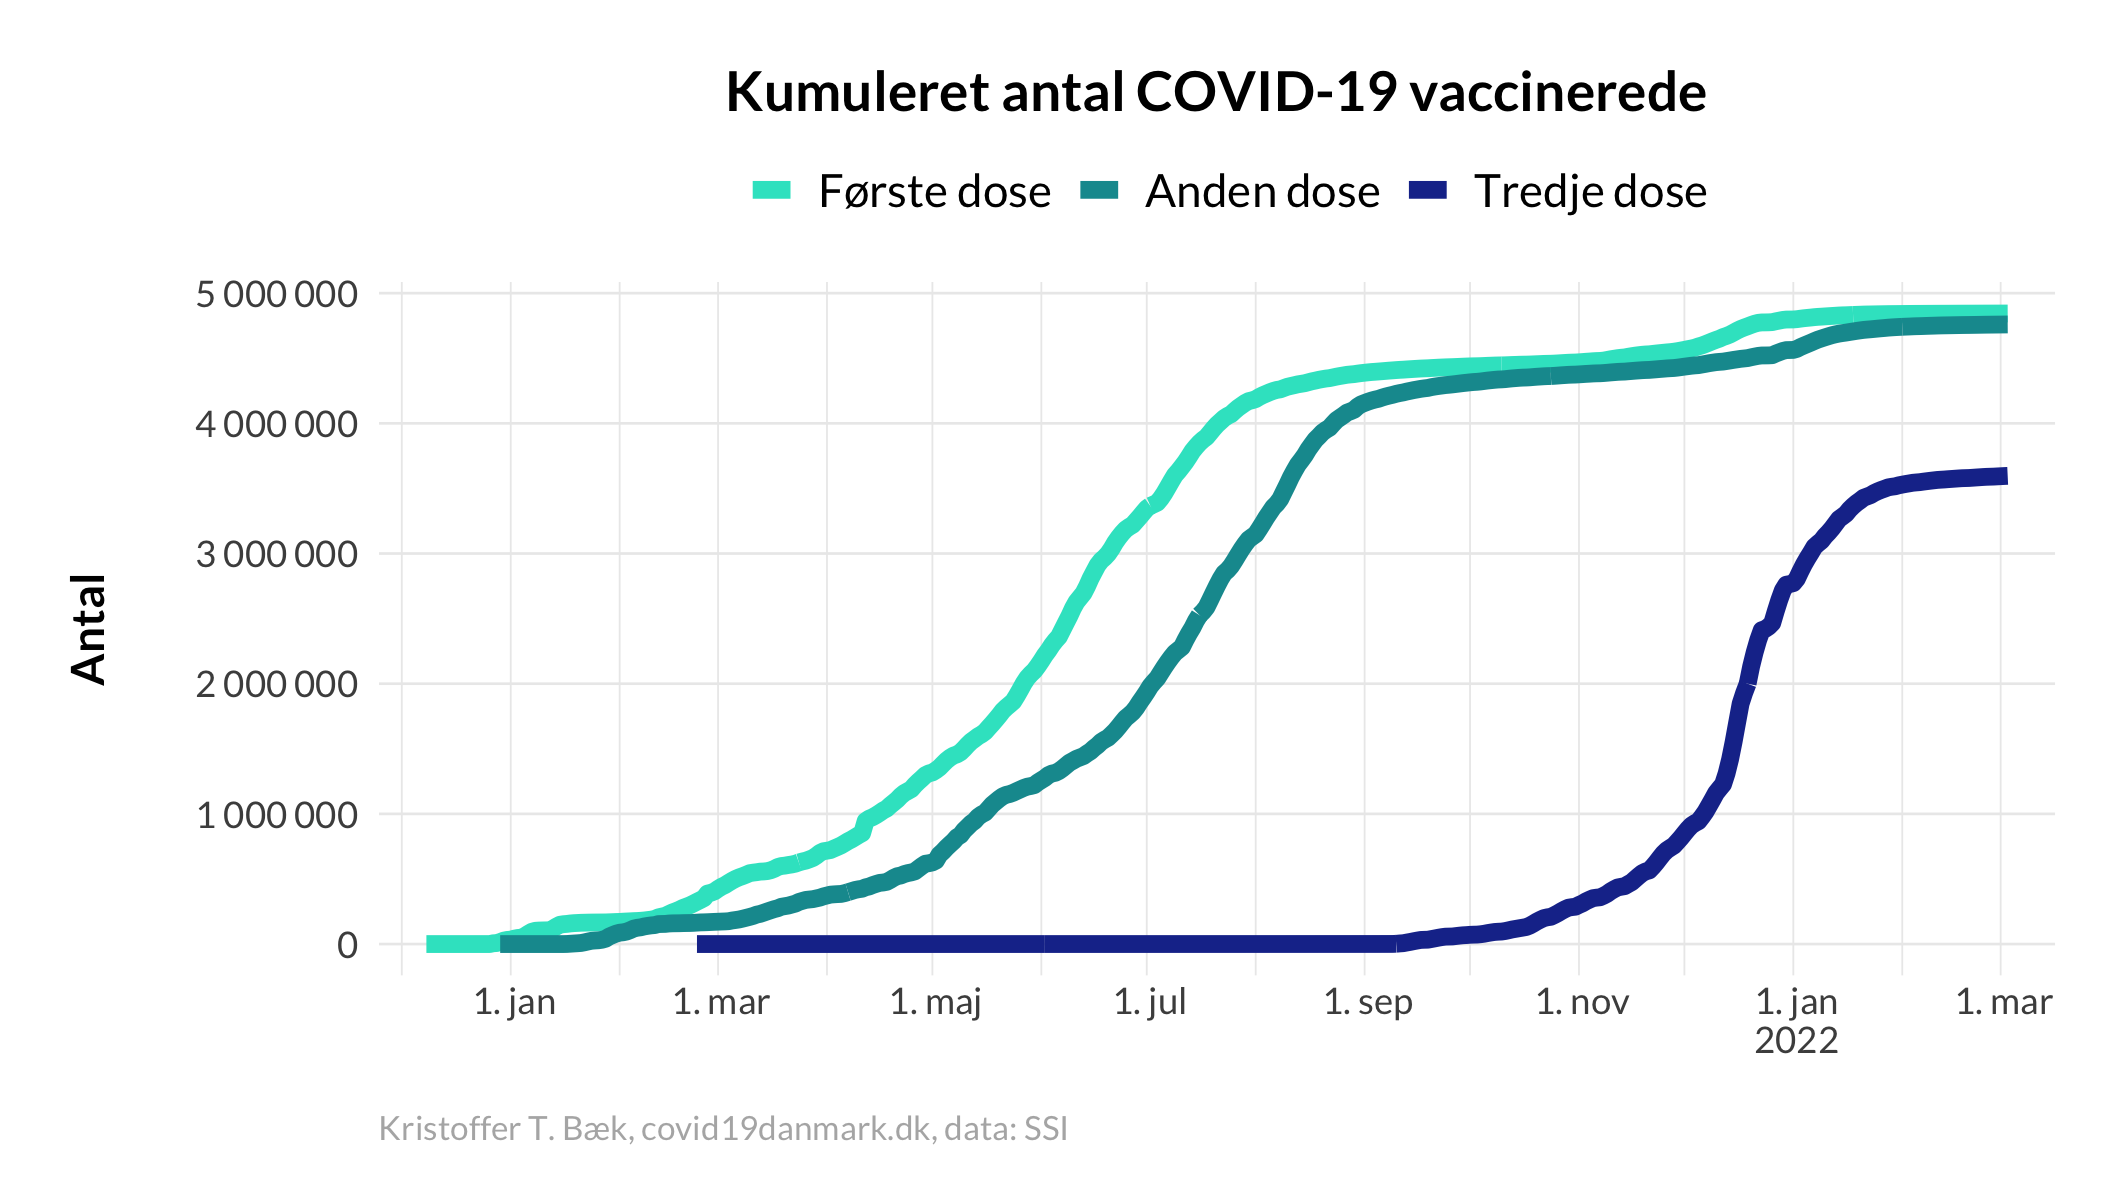 Kumuleret antal COVID-19 vaccinerede
Første dose Anden dose Tredje dose
5 000 000
4 000 000
3 000 000
2 000 000
1 000 000
0
Antal
1. jan 1. mar 1. maj 1. jul 1. sep 1. nov 1. jan 1. mar
2022
Kristoffer T. Bæk, covid19danmark.dk, data: SSI